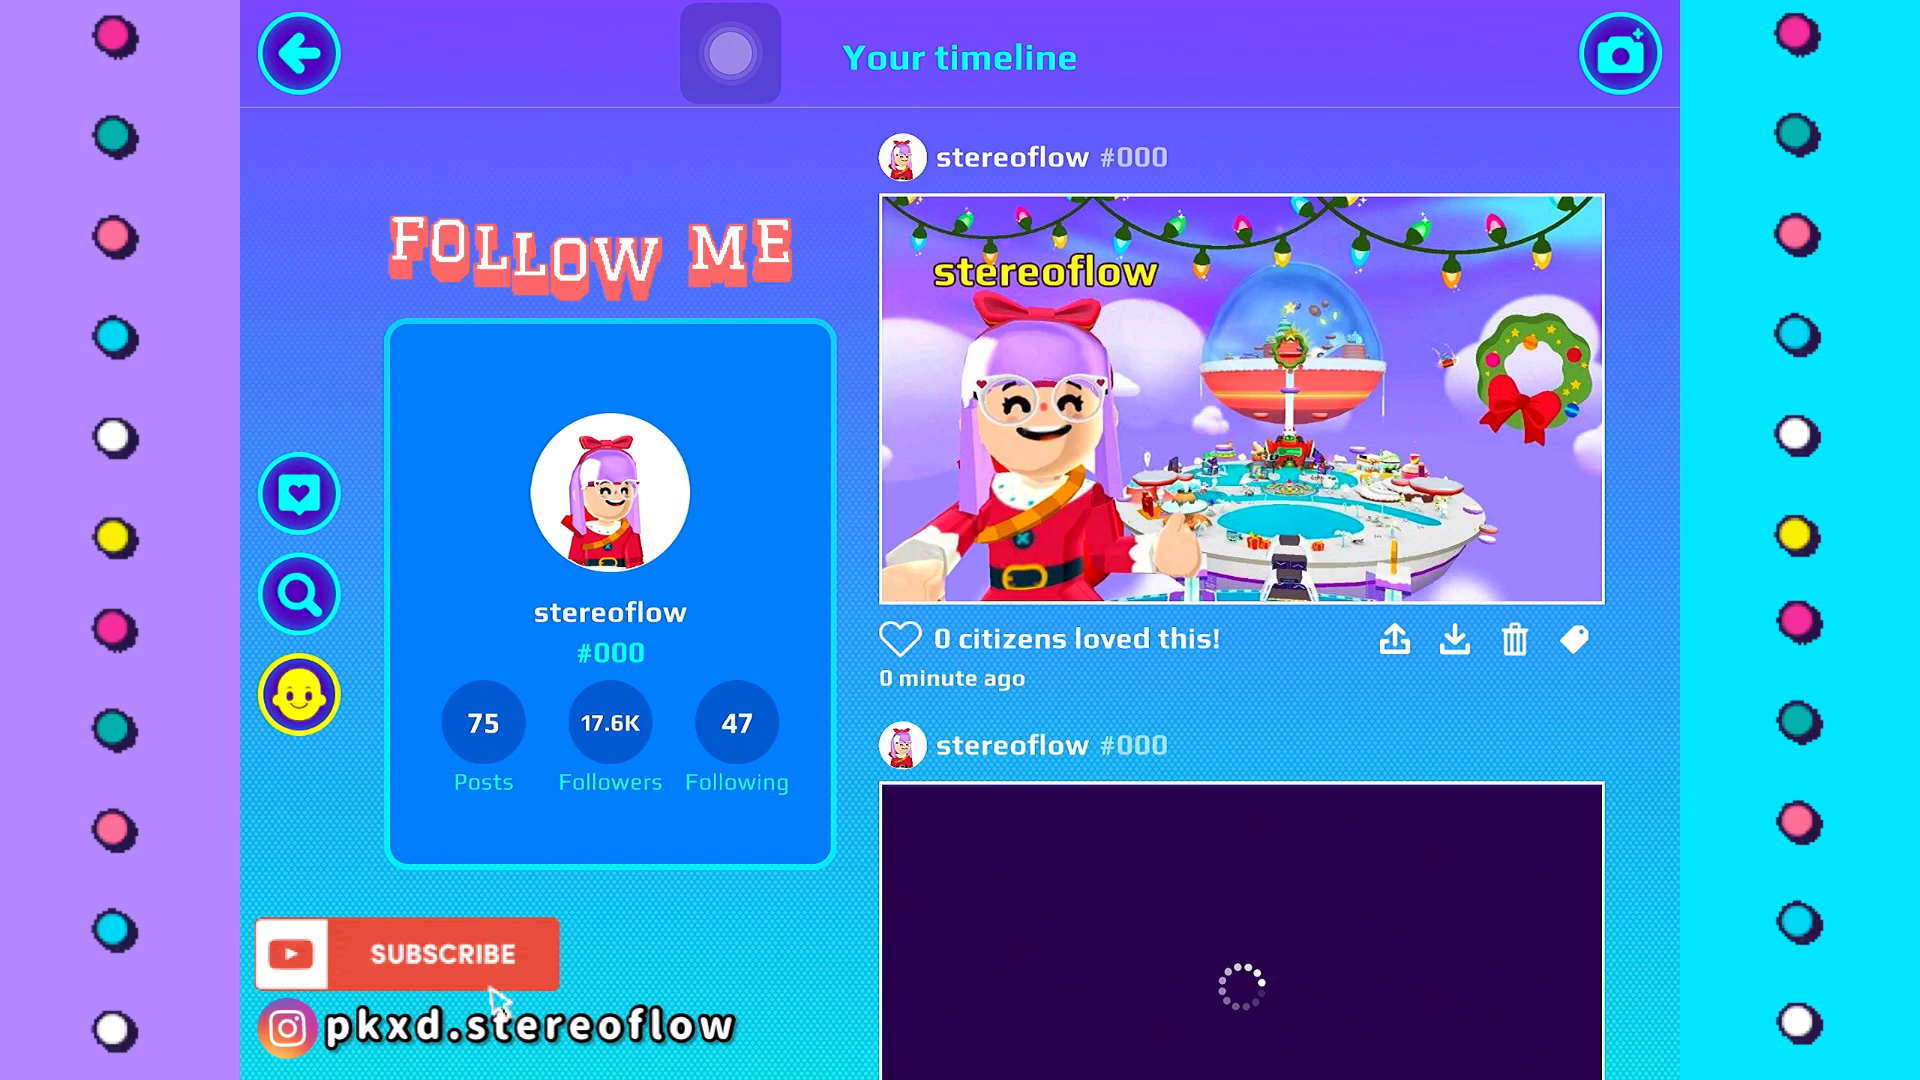 Your timeline
FOLLOW ME
stereoflow
#000
75
17.6K
47
Posts
Followers
Following
SUBSCRIBE
pkxd.stereoflow
stereoflow #000
stereoflow
0 citizens loved this!
0 minute ago
stereoflow #000